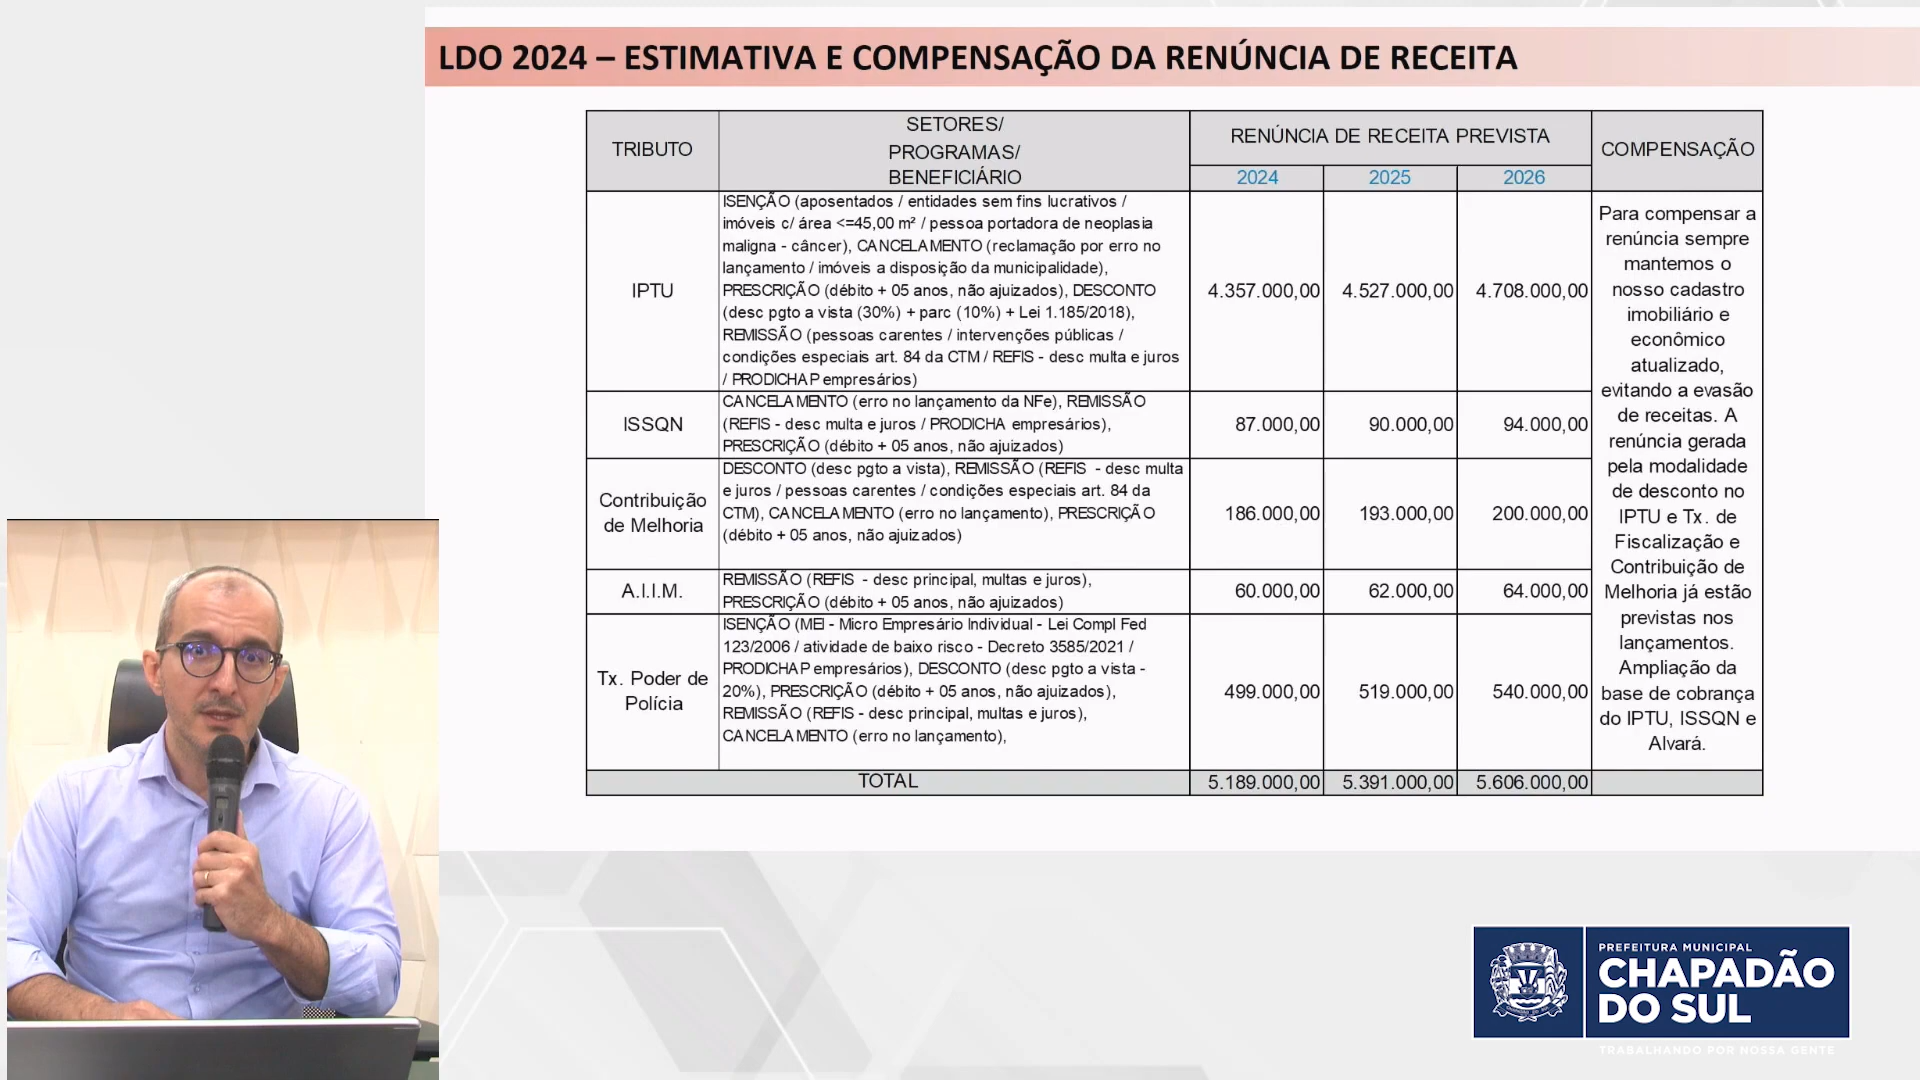 LDO 2024 – ESTIMATIVA E COMPENSAÇÃO DA RENÚNCIA DE RECEITA
TRIBUTO
SETORES/
PROGRAMAS/
BENEFICIÁRIO
RENÚNCIA DE RECEITA PREVISTA
2024 2025 2026
COMPENSAÇÃO
IPTU
ISENÇÃO (aposentados / entidades sem fins lucrativos /
imóveis c/ área <=45,00 m² / pessoa portadora de neoplasia
maligna - câncer), CANCELAMENTO (reclamação por erro no
lançamento / imóveis a disposição da municipalidade),
PRESCRIÇÃO (débito + 05 anos, não ajuizados), DESCONTO
(desc pgto a vista (30%) + parc (10%) + Lei 1.185/2018),
REMISSÃO (pessoas carentes / intervenções públicas /
condições especiais art. 84 da CTM / REFIS - desc multa e juros
/ PRODICHAP empresários)
4.357.000,00 4.527.000,00 4.708.000,00
ISSQN
CANCELAMENTO (erro no lançamento da NFe), REMISSÃO
(REFIS - desc multa e juros / PRODICHA empresários),
PRESCRIÇÃO (débito + 05 anos, não ajuizados)
87.000,00 90.000,00 94.000,00
Contribuição
de Melhoria
DESCONTO (desc pgto a vista), REMISSÃO (REFIS - desc multa
e juros / pessoas carentes / condições especiais art. 84 da
CTM), CANCELAMENTO (erro no lançamento), PRESCRIÇÃO
(débito + 05 anos, não ajuizados)
186.000,00 193.000,00 200.000,00
A.I.I.M.
REMISSÃO (REFIS - desc principal, multas e juros),
PRESCRIÇÃO (débito + 05 anos, não ajuizados)
60.000,00 62.000,00 64.000,00
Tx. Poder de
Polícia
ISENÇÃO (MEI - Micro Empresário Individual - Lei Compl Fed
123/2006 / atividade de baixo risco - Decreto 3585/2021 /
PRODICHAP empresários), DESCONTO (desc pgto a vista -
20%), PRESCRIÇÃO (débito + 05 anos, não ajuizados),
REMISSÃO (REFIS - desc principal, multas e juros),
CANCELAMENTO (erro no lançamento),
499.000,00 519.000,00 540.000,00
Para compensar a
renúncia sempre
mantemos o
nosso cadastro
imobiliário e
econômico
atualizado,
evitando a evasão
de receitas. A
renúncia gerada
pela modalidade
de desconto no
IPTU e Tx. de
Fiscalização e
Contribuição de
Melhoria já estão
previstas nos
lançamentos.
Ampliação da
base de cobrança
do IPTU, ISSQN e
Alvará.
TOTAL 5.189.000,00 5.391.000,00 5.606.000,00
PREFEITURA MUNICIPAL
CHAPADÃO
DO SUL
TRABALHANDO POR NOSSA GENTE